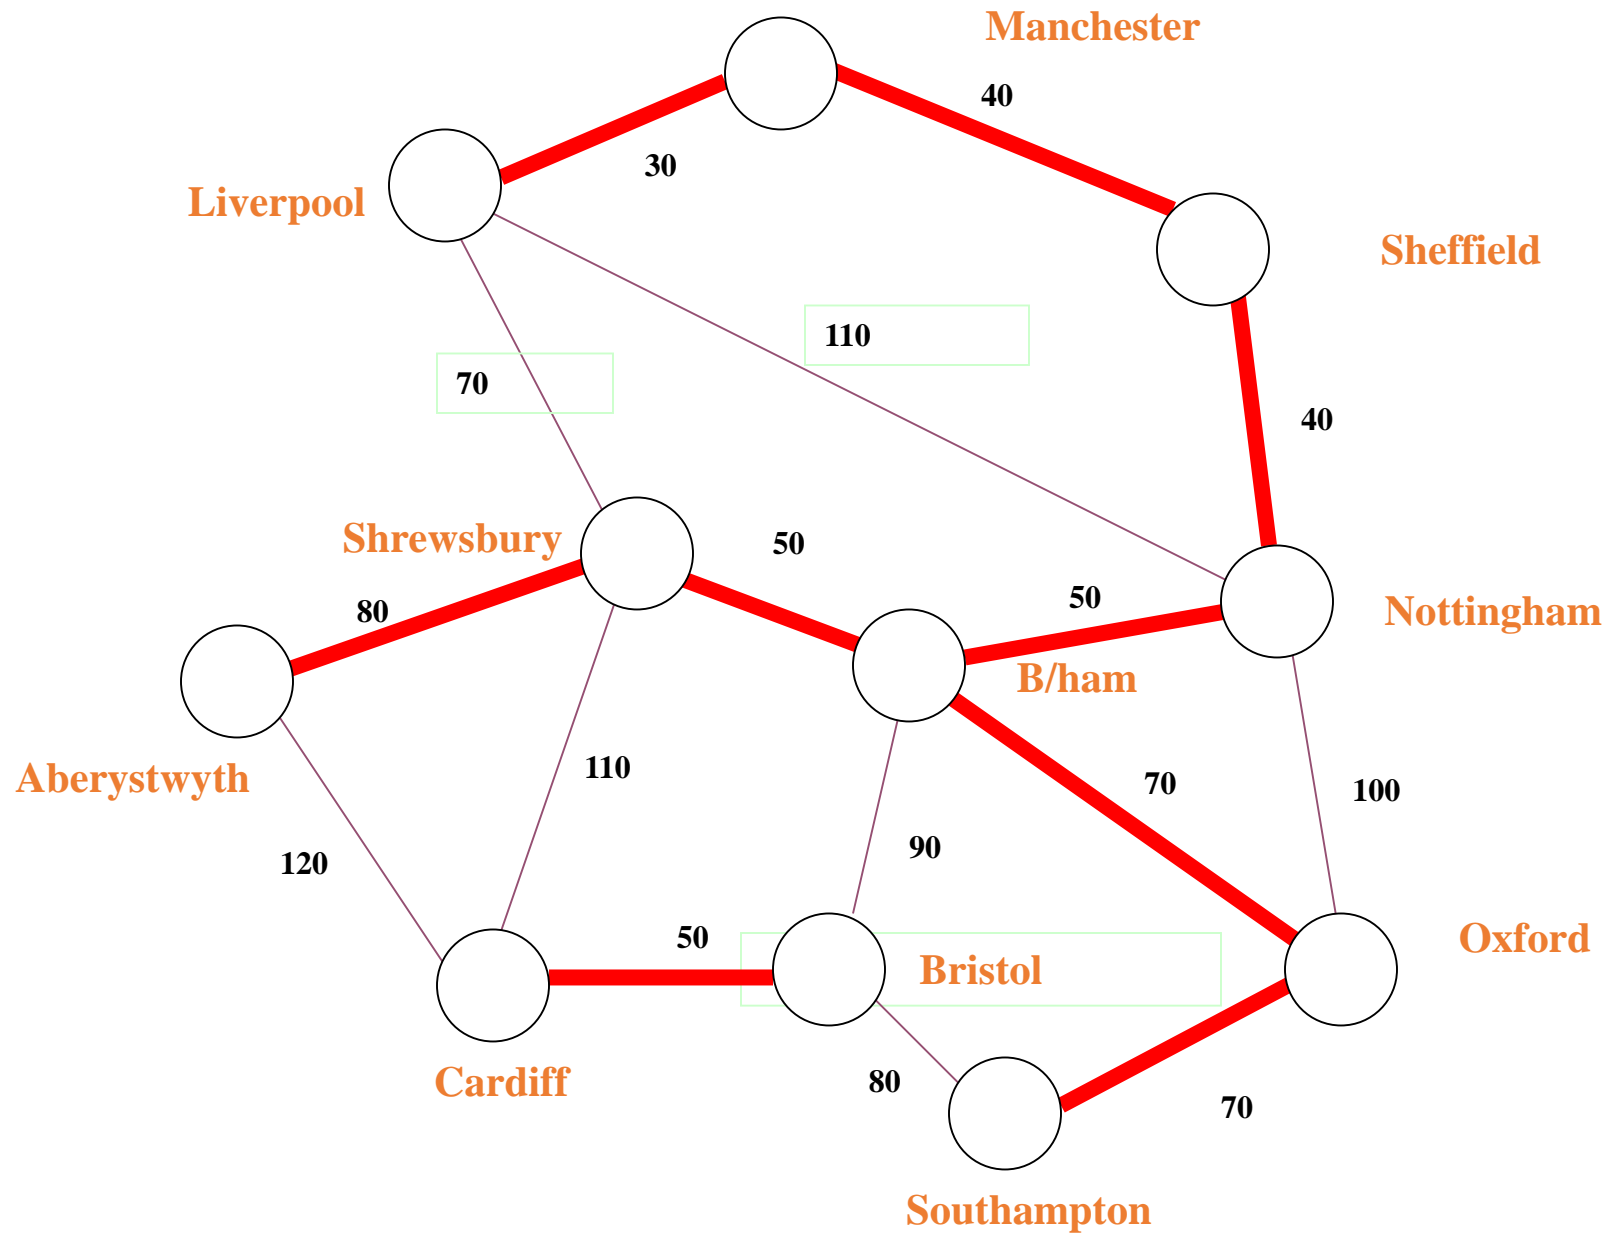 Manchester
40
30
Liverpool
Sheffield
110
70
40
Shrewsbury
50
50
80
Nottingham
B/ham
Aberystwyth
110
70
100
90
120
50
Oxford
Bristol
Cardiff
80
70
Southampton